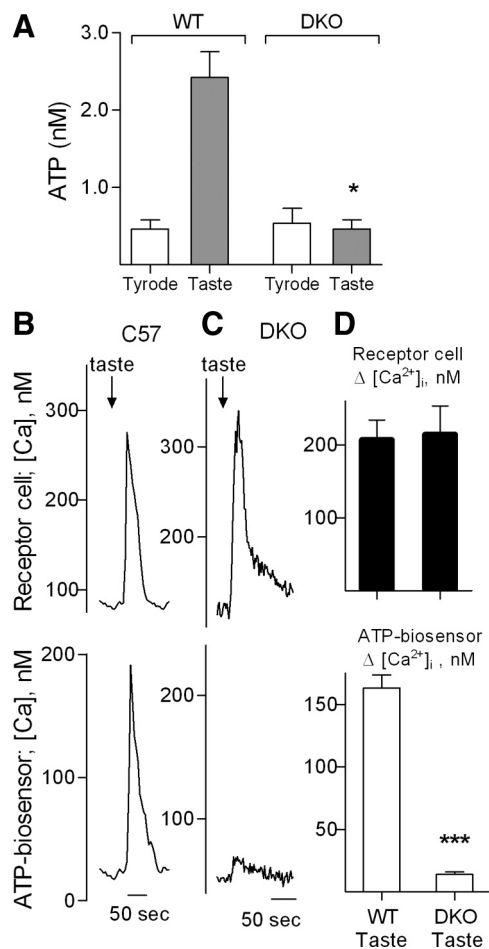 A
WT DKO
3.0
2.0
1.0
ATP (nM)
*
Tyrode Taste Tyrode Taste
B C D
C57 DKO
taste taste
Receptor cell
Δ [Ca²⁺]ᵢ, nM
Receptor cell; [Ca], nM
300
200
100
300
200
200
100
ATP-biosensor
Δ [Ca²⁺]ᵢ , nM
ATP-biosensor; [Ca], nM
200
100
0
200
100
150
100
50
***
50 sec 50 sec
WT DKO
Taste Taste